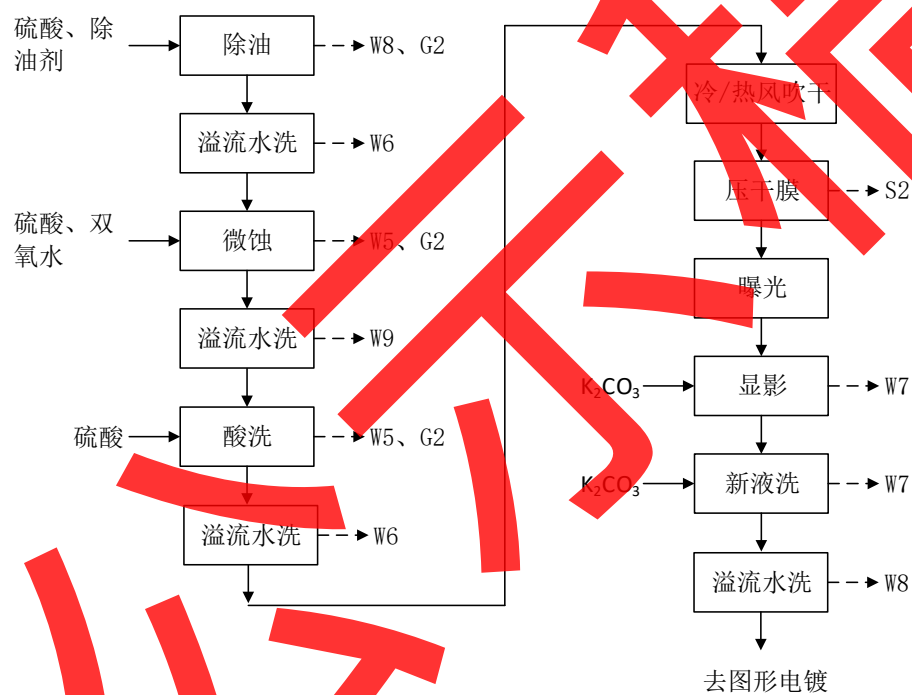 硫酸、除
油剂
除油
W8、G2
溢流水洗
W6
硫酸、双
氧水
微蚀
W5、G2
溢流水洗
W9
硫酸
酸洗
W5、G2
溢流水洗
W6
冷/热风吹干
压干膜
S2
曝光
K₂CO₃
显影
W7
K₂CO₃
新液洗
W7
溢流水洗
W8
去图形电镀